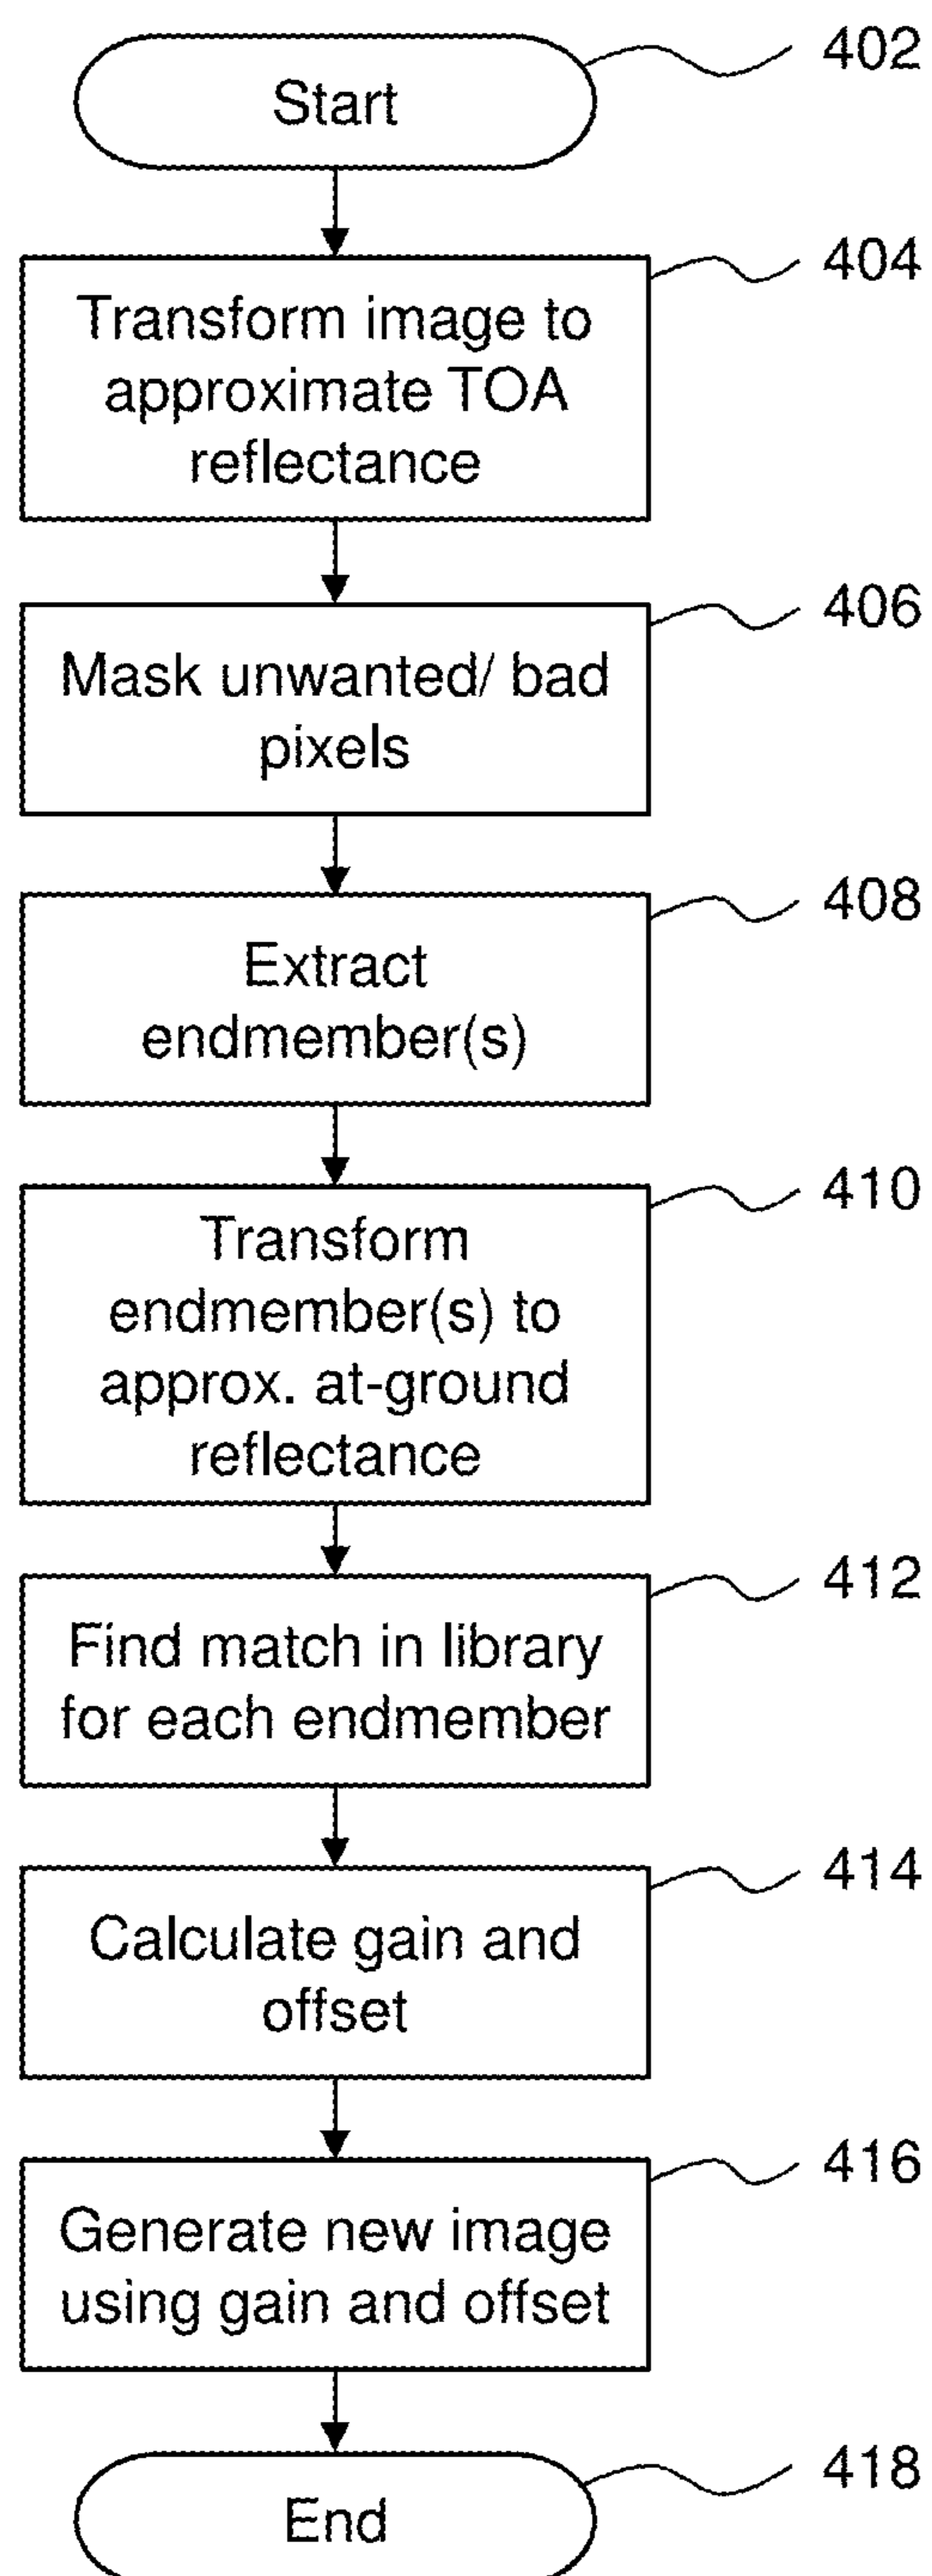 Start
402
Transform image to
approximate TOA
reflectance
404
Mask unwanted/ bad
pixels
406
Extract
endmember(s)
408
Transform
endmember(s) to
approx. at-ground
reflectance
410
Find match in library
for each endmember
412
Calculate gain and
offset
414
Generate new image
using gain and offset
416
End
418